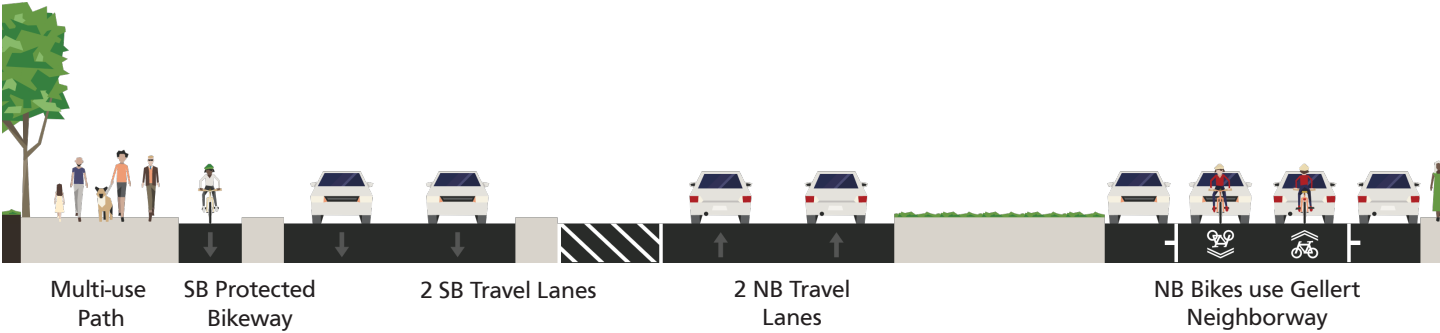 Multi-use
Path
SB Protected
Bikeway
2 SB Travel Lanes
2 NB Travel
Lanes
NB Bikes use Gellert
Neighborway